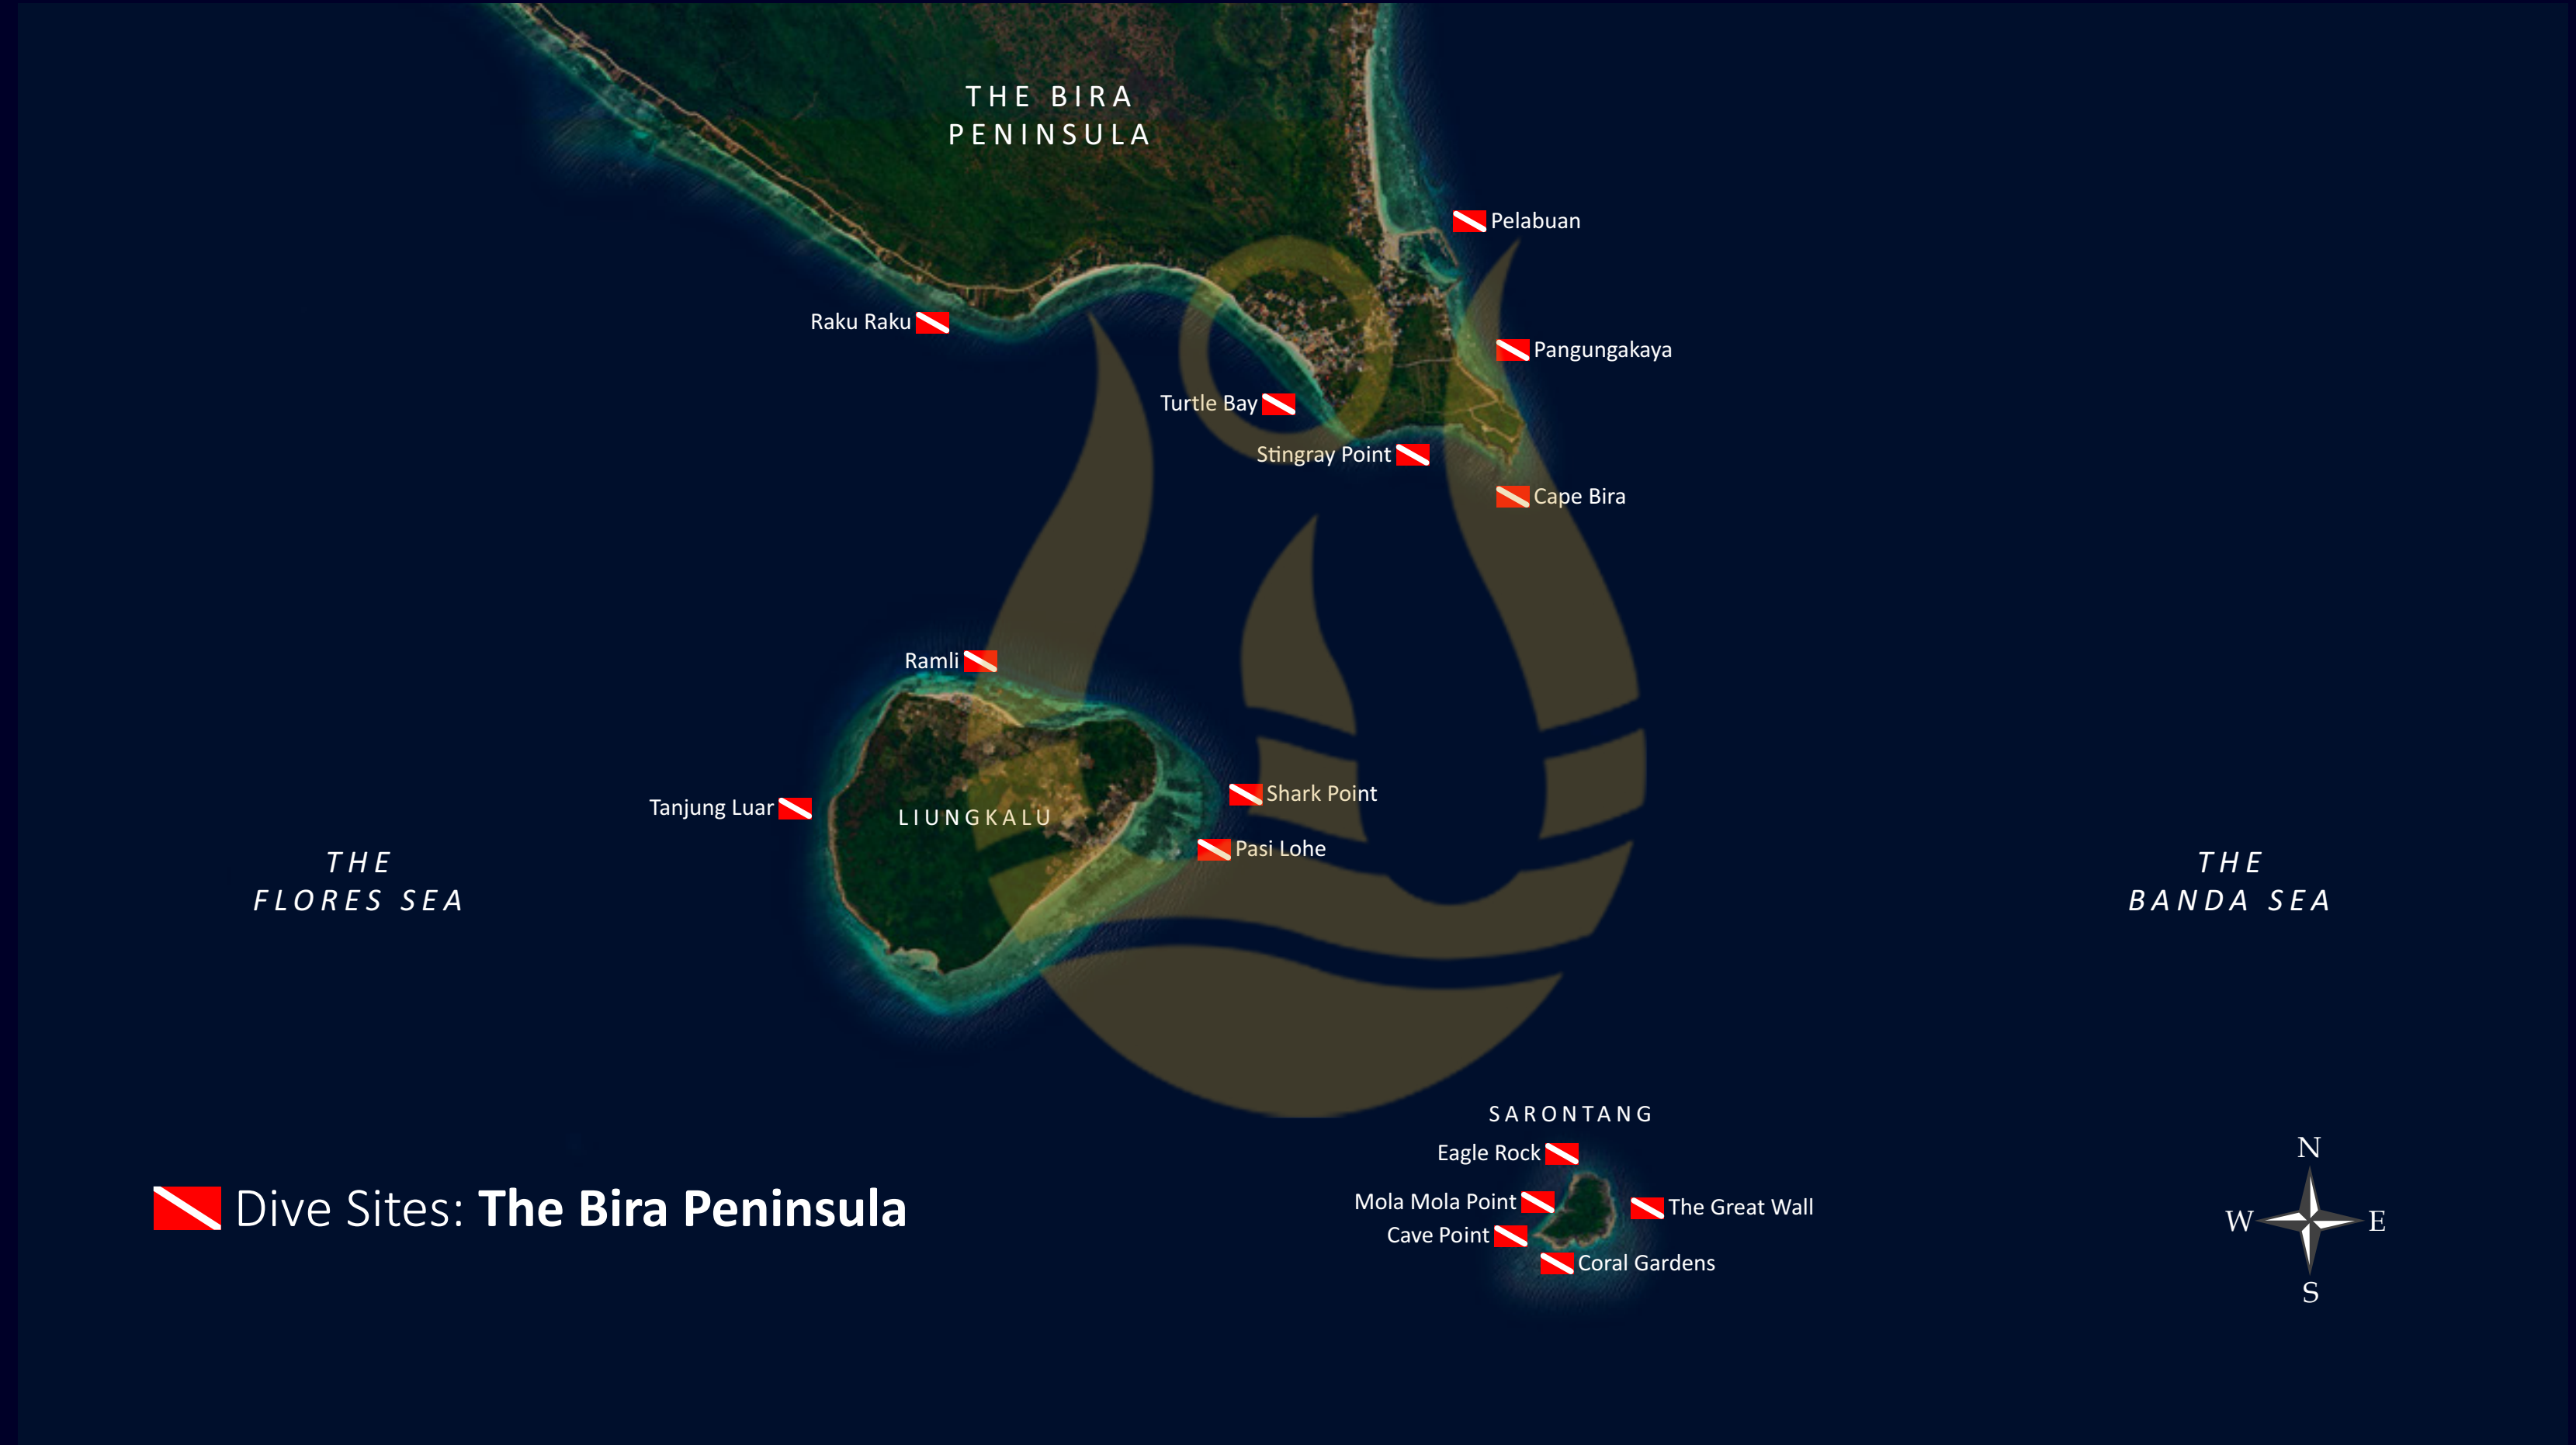 THE BIRA
PENINSULA
Pelabuan
Raku Raku
Pangungakaya
Turtle Bay
Stingray Point
Cape Bira
Ramli
Shark Point
Tanjung Luar
LIUNGKALU
Pasi Lohe
THE
FLORES SEA
THE
BANDA SEA
SARONTANG
Eagle Rock
Mola Mola Point
The Great Wall
Cave Point
Coral Gardens
Dive Sites: The Bira Peninsula
N
W
E
S